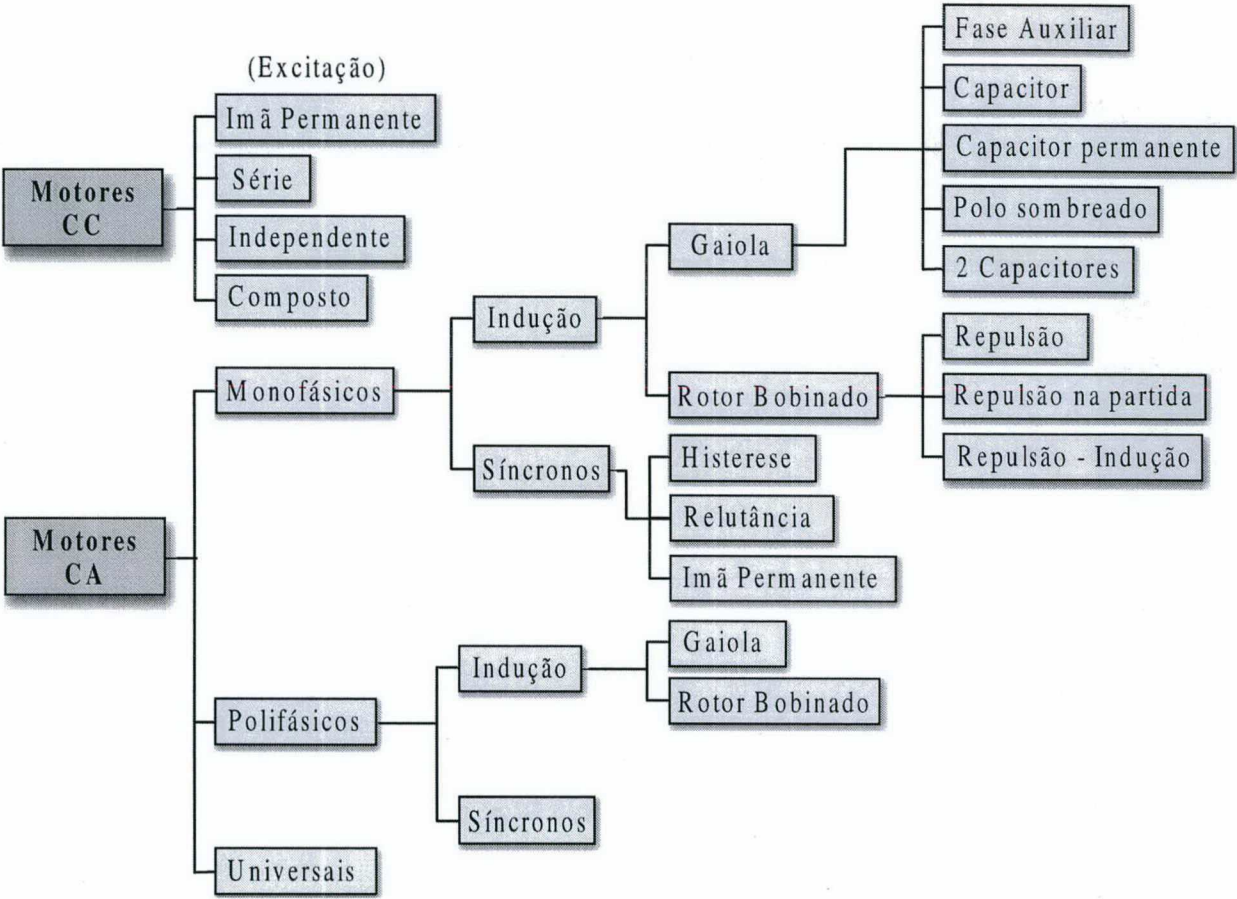 (Excitação)
Motores
CC
Imã Permanente
Série
Independente
Composto
Motores
CA
Monofásicos
Indução
Gaiola
Fase Auxiliar
Capacitor
Capacitor permanente
Polo sombreado
2 Capacitores
Rotor Bobinado
Repulsão
Repulsão na partida
Repulsão - Indução
Síncronos
Histerese
Relutância
Imã Permanente
Polifásicos
Indução
Gaiola
Rotor Bobinado
Síncronos
Universais